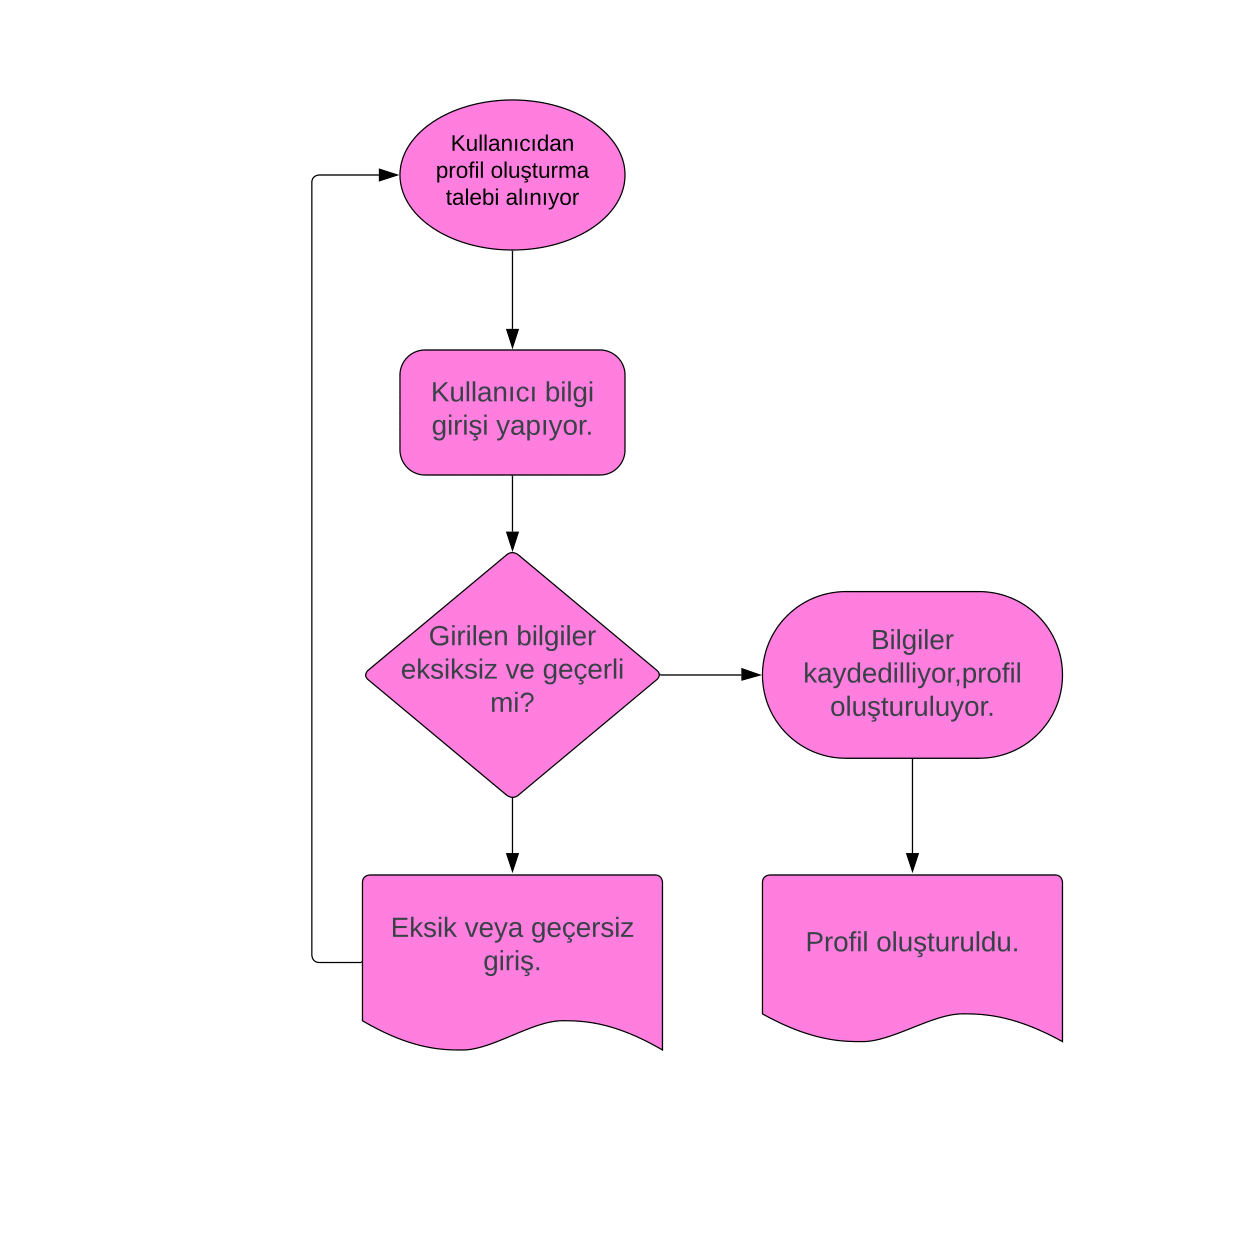 Kullanıcıdan
profil oluşturma
talebi alınıyor
Kullanıcı bilgi
girişi yapıyor.
Girilen bilgiler
eksiksiz ve geçerli
mi?
Bilgiler
kaydedilliyor,profil
oluşturuluyor.
Eksik veya geçersiz
giriş.
Profil oluşturuldu.